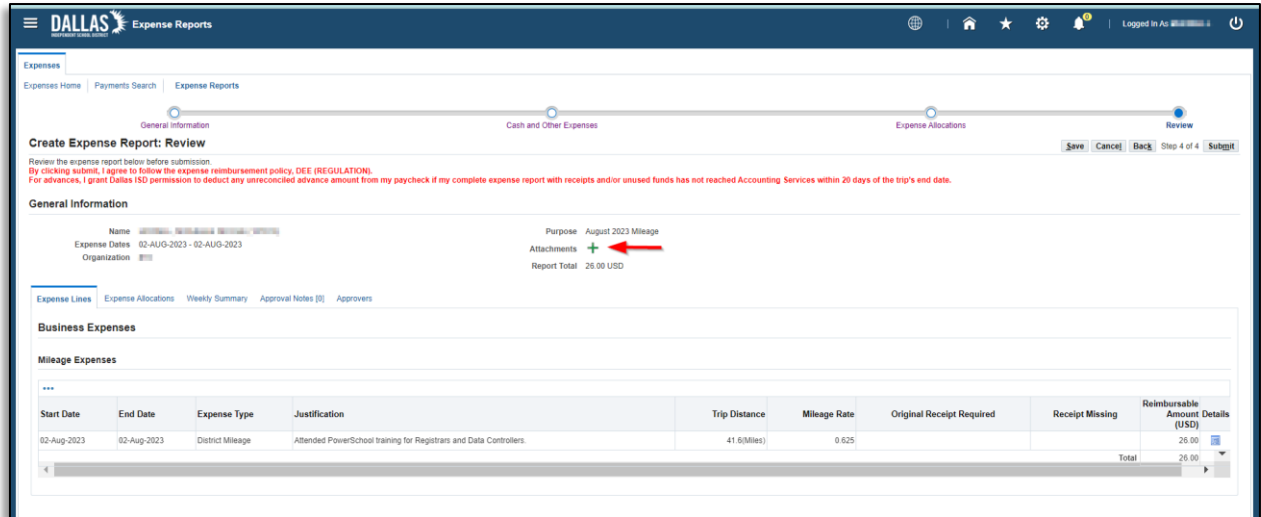 DALLAS
INDEPENDENT SCHOOL DISTRICT
Expense Reports
0
Logged In As
Expenses
Expenses Home Payments Search Expense Reports
General Information Cash and Other Expenses Expense Allocations Review
Create Expense Report: Review
Save Cancel Back Step 4 of 4 Submit
Review the expense report below before submission.
By clicking submit, I agree to follow the expense reimbursement policy, DEE (REGULATION).
For advances, I grant Dallas ISD permission to deduct any unreconciled advance amount from my paycheck if my complete expense report with receipts and/or unused funds has not reached Accounting Services within 20 days of the trip's end date.
General Information
Name
Purpose August 2023 Mileage
Expense Dates 02-AUG-2023 - 02-AUG-2023
Attachments
Organization
Report Total 26.00 USD
Expense Lines Expense Allocations Weekly Summary Approval Notes [0] Approvers
Business Expenses
Mileage Expenses
Start Date End Date Expense Type Justification Trip Distance Mileage Rate Original Receipt Required Receipt Missing Reimbursable Amount (USD) Details
02-Aug-2023 02-Aug-2023 District Mileage Attended PowerSchool training for Registrars and Data Controllers. 41.6(Miles) 0.625 26.00
Total 26.00